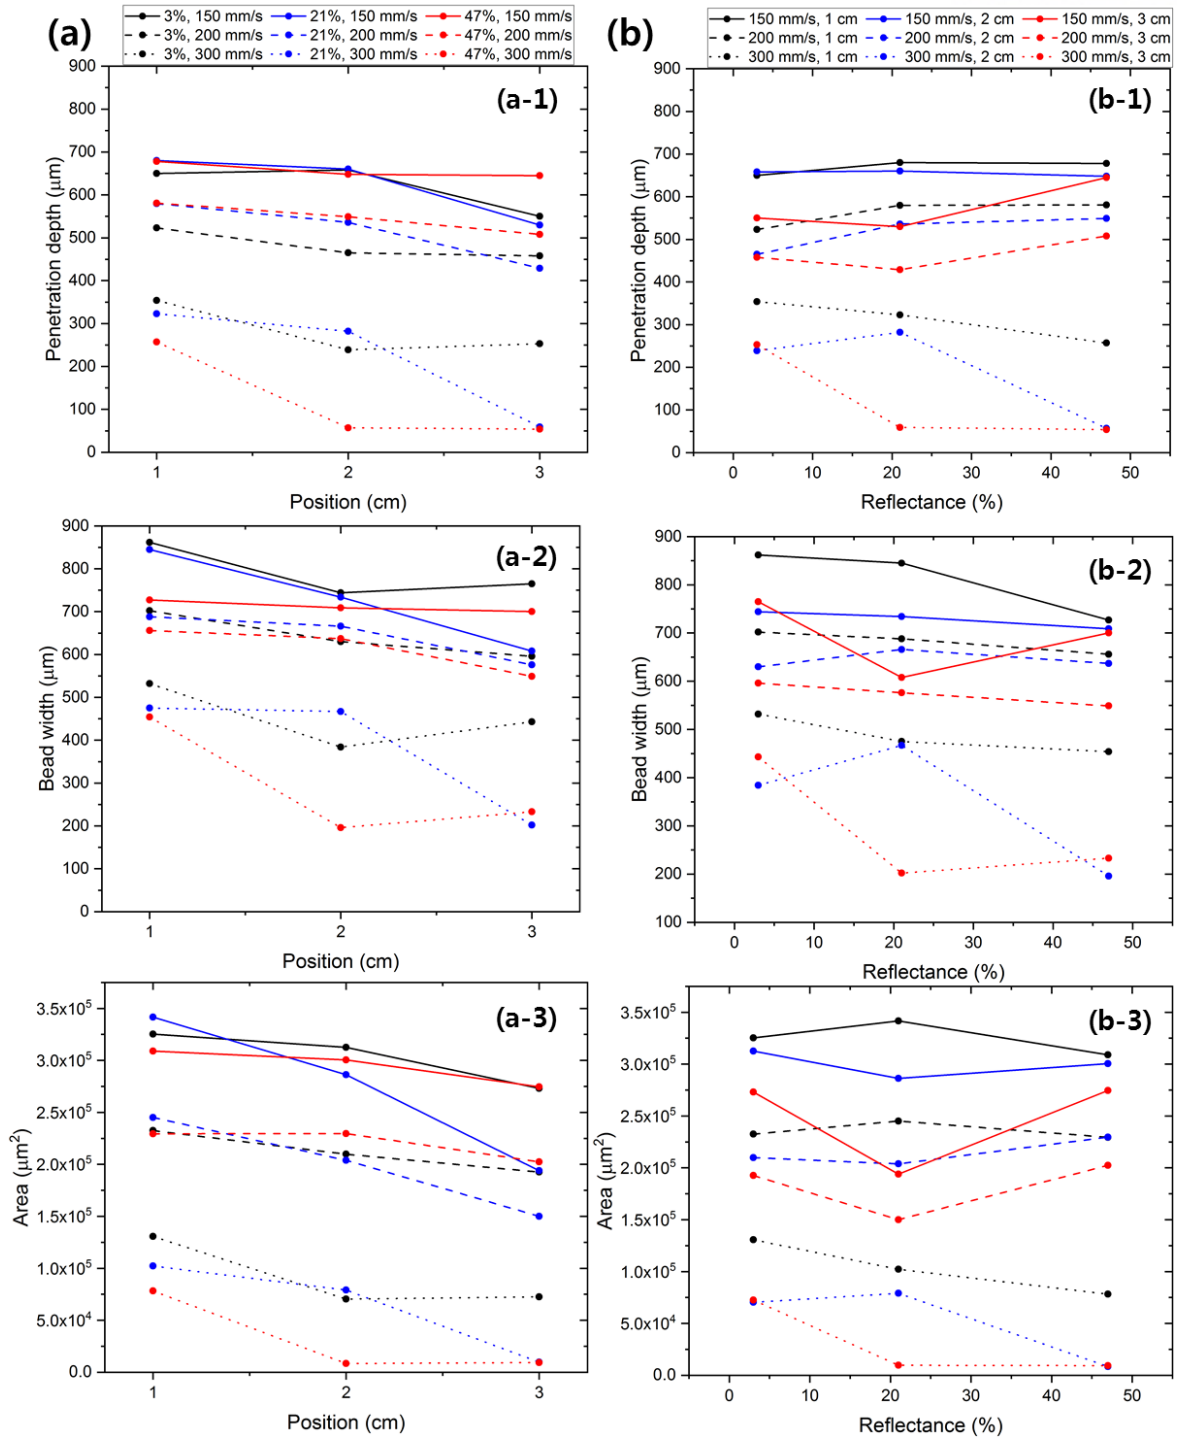 (a)
3%, 150 mm/s 21%, 150 mm/s 47%, 150 mm/s
3%, 200 mm/s 21%, 200 mm/s 47%, 200 mm/s
3%, 300 mm/s 21%, 300 mm/s 47%, 300 mm/s
(a-1)
900
800
700
600
500
400
300
200
100
0
Penetration depth (μm)
1 2 3
Position (cm)
(b)
150 mm/s, 1 cm 150 mm/s, 2 cm 150 mm/s, 3 cm
200 mm/s, 1 cm 200 mm/s, 2 cm 200 mm/s, 3 cm
300 mm/s, 1 cm 300 mm/s, 2 cm 300 mm/s, 3 cm
(b-1)
900
800
700
600
500
400
300
200
100
0
Penetration depth (μm)
0 10 20 30 40 50
Reflectance (%)
(a-2)
900
800
700
600
500
400
300
200
100
0
Bead width (μm)
1 2 3
Position (cm)
(b-2)
900
800
700
600
500
400
300
200
100
Bead width (μm)
0 10 20 30 40 50
Reflectance (%)
(a-3)
3.5x10⁵
3.0x10⁵
2.5x10⁵
2.0x10⁵
1.5x10⁵
1.0x10⁵
5.0x10⁴
0.0
Area (μm²)
1 2 3
Position (cm)
(b-3)
3.5x10⁵
3.0x10⁵
2.5x10⁵
2.0x10⁵
1.5x10⁵
1.0x10⁵
5.0x10⁴
0.0
Area (μm²)
0 10 20 30 40 50
Reflectance (%)